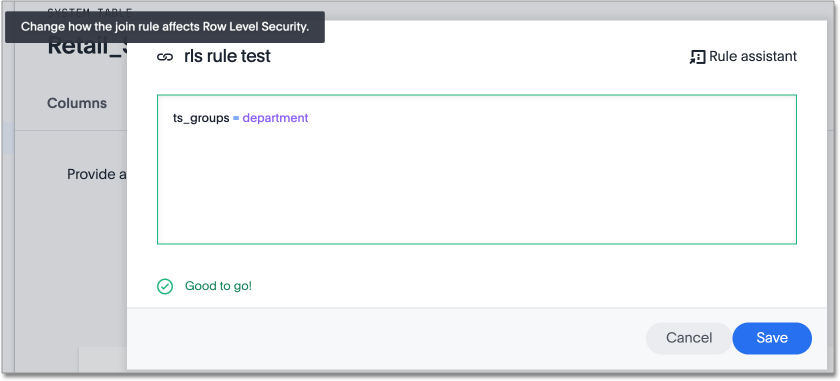 SYSTEM TABLE
Change how the join rule affects Row Level Security.
Retail_
rls rule test
Rule assistant
Columns
ts_groups = department
Provide a
Good to go!
Cancel
Save